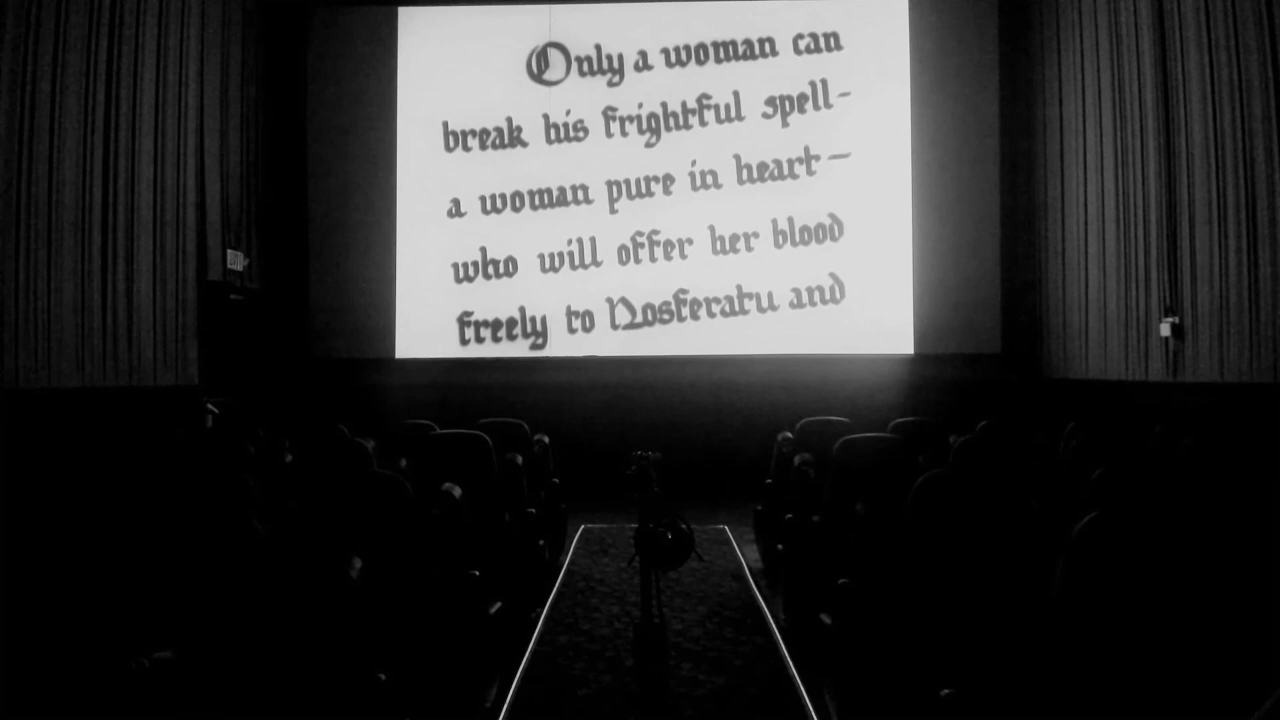 Only a woman can
break his frightful spell-
a woman pure in heart—
who will offer her blood
freely to Nosferatu and